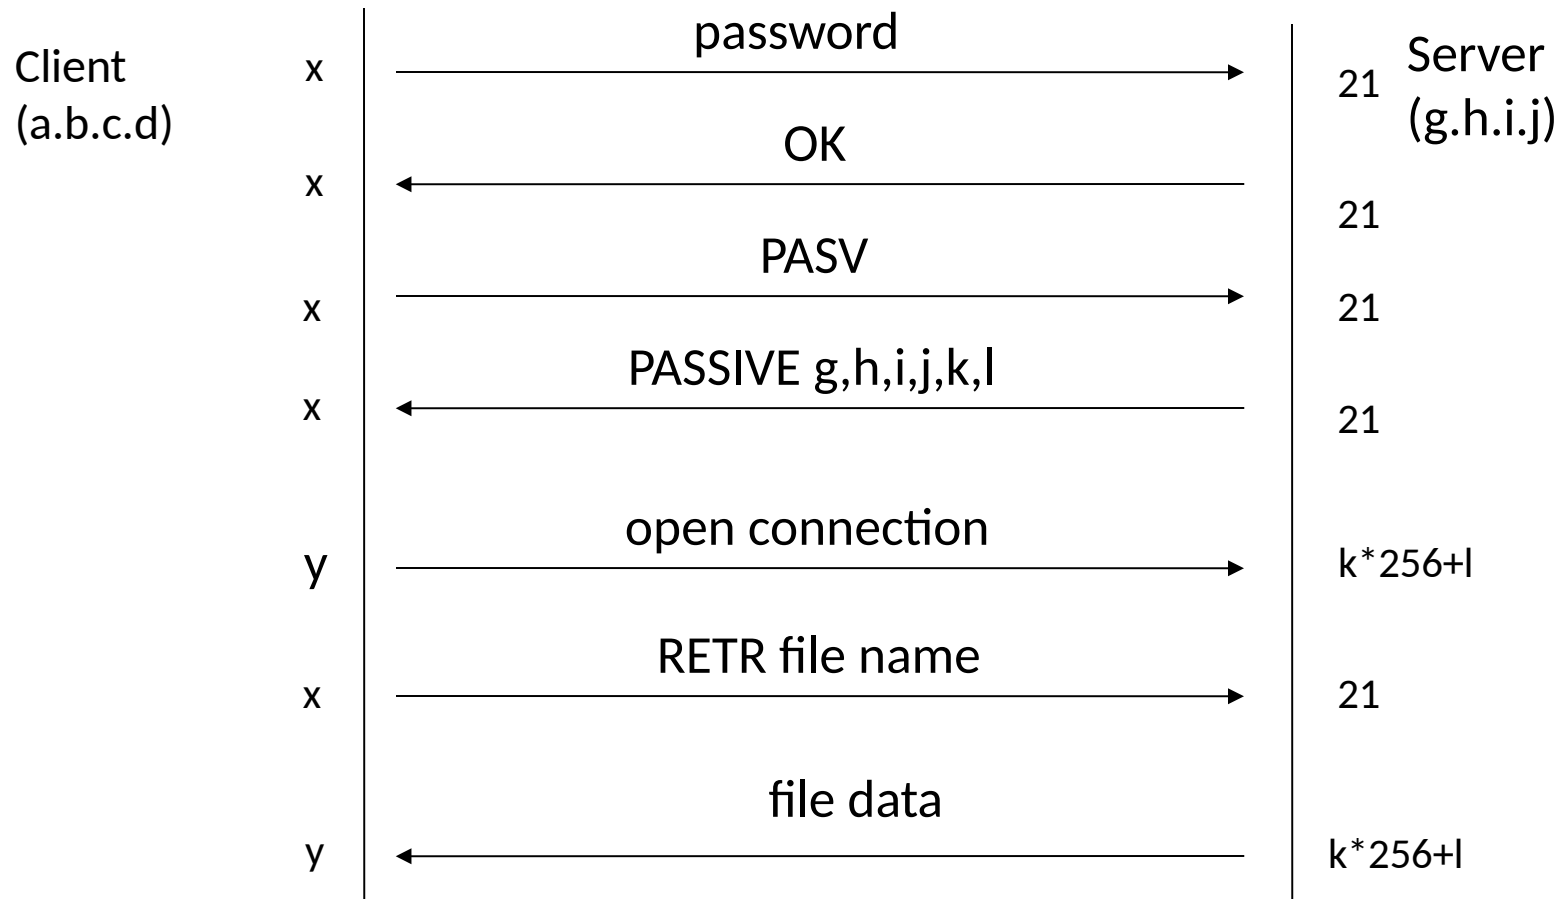 password
Client
(a.b.c.d)
x
21
Server
(g.h.i.j)
OK
x
21
PASV
x
21
PASSIVE g,h,i,j,k,l
x
21
open connection
y
k*256+l
RETR file name
x
21
file data
y
k*256+l